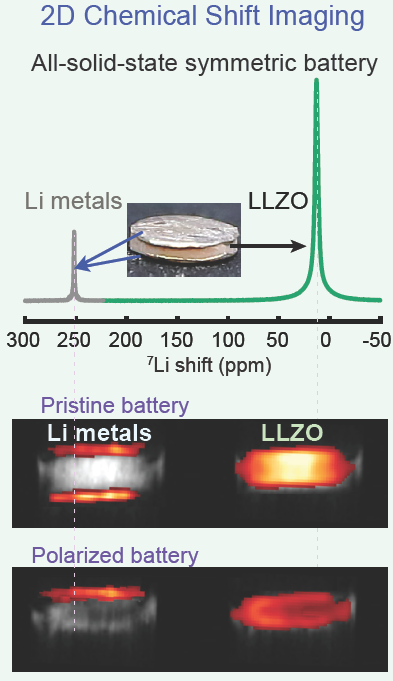 2D Chemical Shift Imaging
All-solid-state symmetric battery
Li metals
LLZO
300 250 200 150 100 50 0 -50
⁷Li shift (ppm)
Pristine battery
Li metals LLZO
Polarized battery